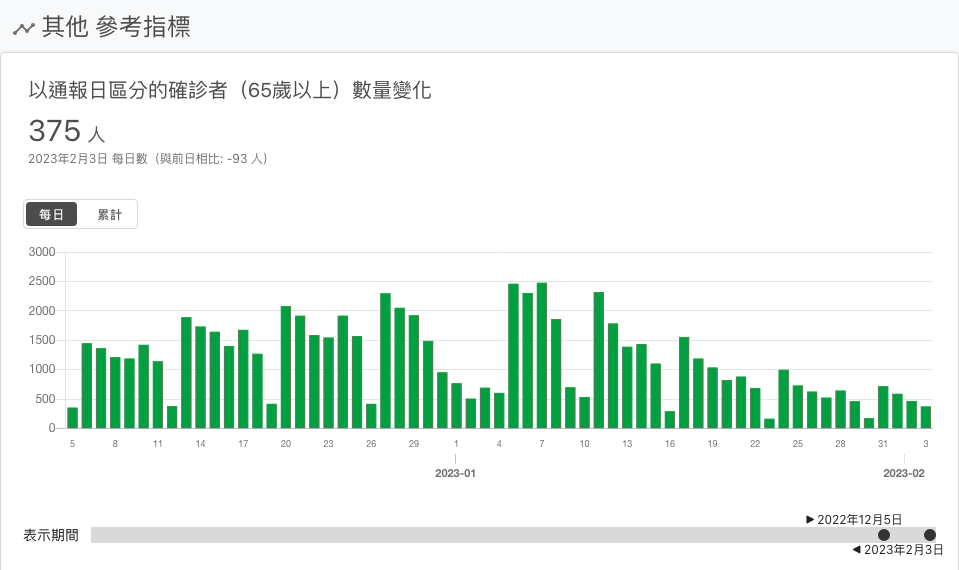 其他 參考指標
以通報日區分的確診者（65歲以上）數量變化
375 人
2023年2月3日 每日數（與前日相比: -93 人）
每日 累計
3000
2500
2000
1500
1000
500
0
5 8 11 14 17 20 23 26 29 1 4 7 10 13 16 19 22 25 28 31 3
2023-01 2023-02
▶ 2022年12月5日
表示期間
◀ 2023年2月3日